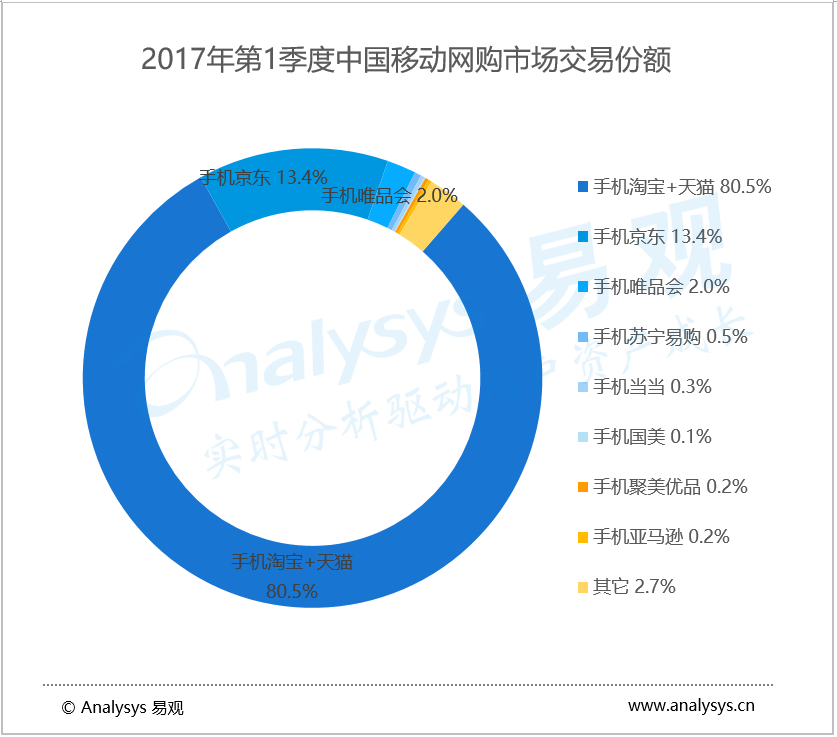 2017年第1季度中国移动网购市场交易份额
手机京东 13.4%
手机唯品会 2.0%
手机淘宝+天猫 80.5%
手机京东 13.4%
手机唯品会 2.0%
手机苏宁易购 0.5%
手机当当 0.3%
手机国美 0.1%
手机聚美优品 0.2%
手机亚马逊 0.2%
其它 2.7%
Analysys 易观
实时分析驱动 资产成长
手机淘宝+天猫
80.5%
© Analysys 易观
www.analysys.cn